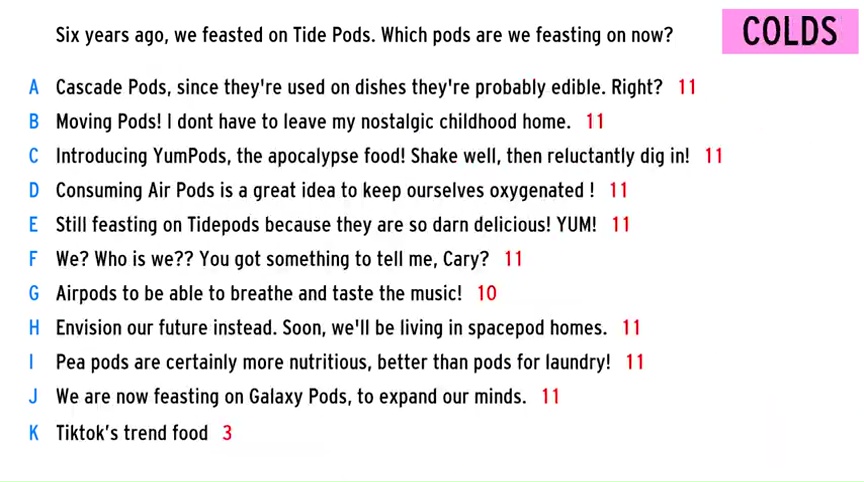 Six years ago, we feasted on Tide Pods. Which pods are we feasting on now?
COLDS
A Cascade Pods, since they're used on dishes they're probably edible. Right? 11
B Moving Pods! I dont have to leave my nostalgic childhood home. 11
C Introducing YumPods, the apocalypse food! Shake well, then reluctantly dig in! 11
D Consuming Air Pods is a great idea to keep ourselves oxygenated ! 11
E Still feasting on Tidepods because they are so darn delicious! YUM! 11
F We? Who is we?? You got something to tell me, Cary? 11
G Airpods to be able to breathe and taste the music! 10
H Envision our future instead. Soon, we'll be living in spacepod homes. 11
I Pea pods are certainly more nutritious, better than pods for laundry! 11
J We are now feasting on Galaxy Pods, to expand our minds. 11
K Tiktok's trend food 3